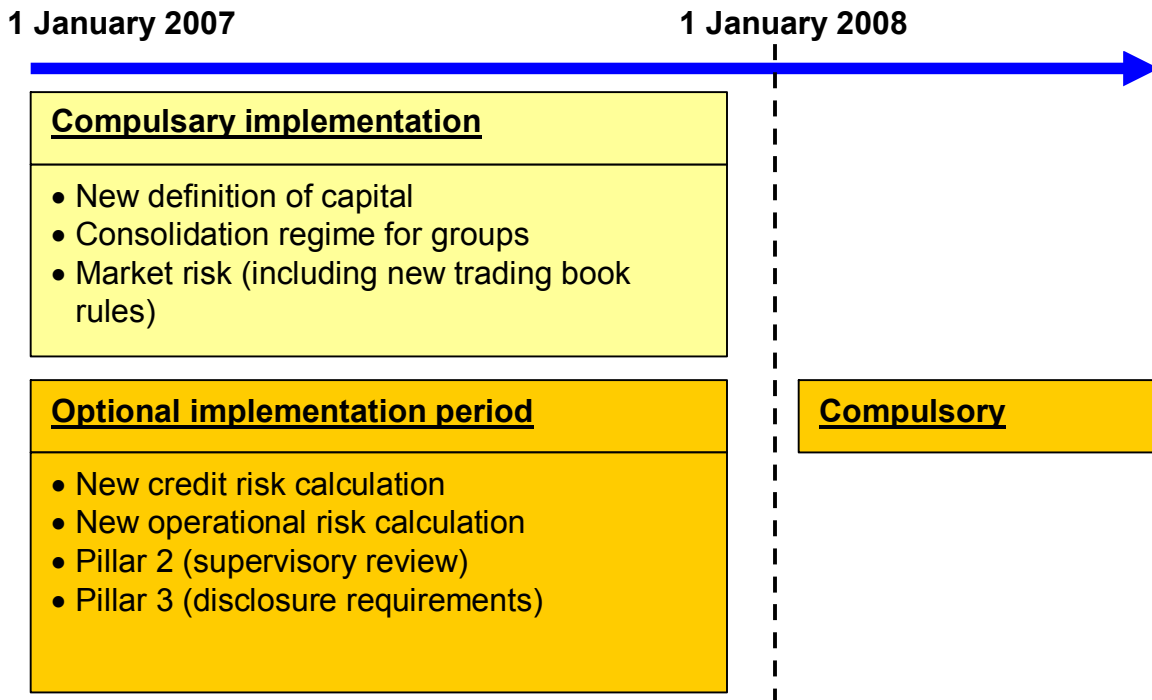 1 January 2007
1 January 2008
Compulsary implementation
• New definition of capital
• Consolidation regime for groups
• Market risk (including new trading book
rules)
Optional implementation period
Compulsory
• New credit risk calculation
• New operational risk calculation
• Pillar 2 (supervisory review)
• Pillar 3 (disclosure requirements)